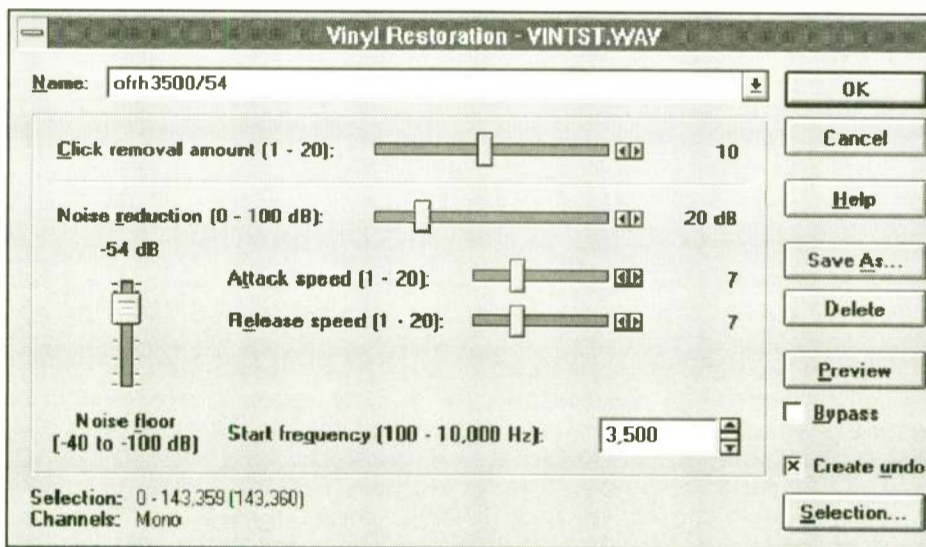 Vinyl Restoration - VINTST.WAV
Name: ofrh3500/54
OK
Click removal amount (1 - 20): 10
Cancel
Noise reduction (0 - 100 dB): 20 dB
Help
-54 dB
Attack speed (1 - 20): 7
Save As...
Release speed (1 - 20): 7
Delete
Preview
Bypass
Noise floor
(-40 to -100 dB)
Start frequency (100 - 10,000 Hz): 3,500
Create undo
Selection: 0 - 143,359 (143,360)
Channels: Mono
Selection...